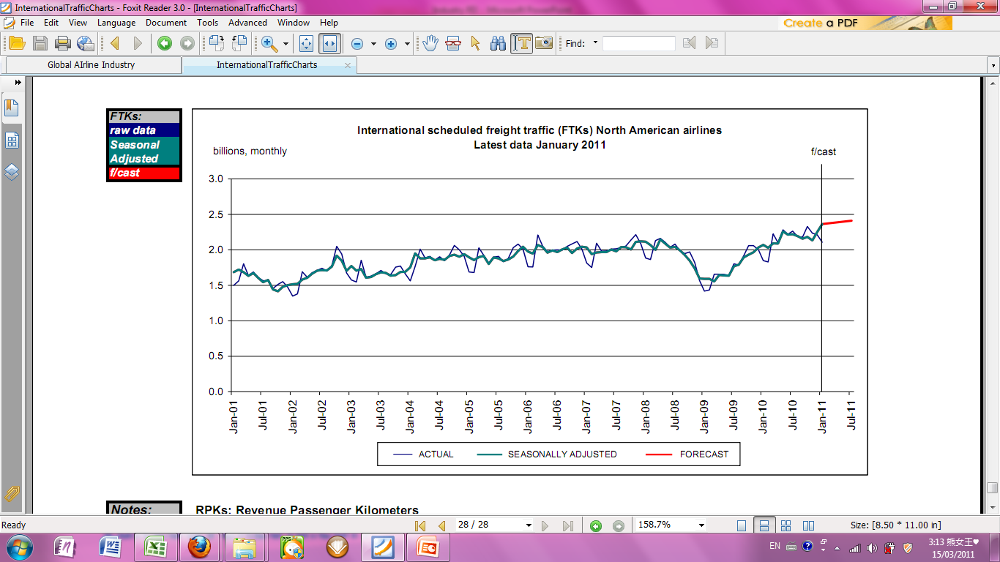 InternationalTrafficCharts - Foxit Reader 3.0 - [InternationalTrafficCharts]
File Edit View Language Document Tools Advanced Window Help
Create a PDF
Find:
Global AIrline Industry InternationalTrafficCharts
FTKs:
raw data
Seasonal
Adjusted
f/cast
International scheduled freight traffic (FTKs) North American airlines
Latest data January 2011
billions, monthly
f/cast
3.0
2.5
2.0
1.5
1.0
0.5
0.0
Jan-01 Jul-01 Jan-02 Jul-02 Jan-03 Jul-03 Jan-04 Jul-04 Jan-05 Jul-05 Jan-06 Jul-06 Jan-07 Jul-07 Jan-08 Jul-08 Jan-09 Jul-09 Jan-10 Jul-10 Jan-11 Jul-11
ACTUAL SEASONALLY ADJUSTED FORECAST
Notes:
RPKs: Revenue Passenger Kilometers
Ready 28 / 28 158.7% Size: [8.50 * 11.00 in]
EN 3:13 熊女王♥
15/03/2011